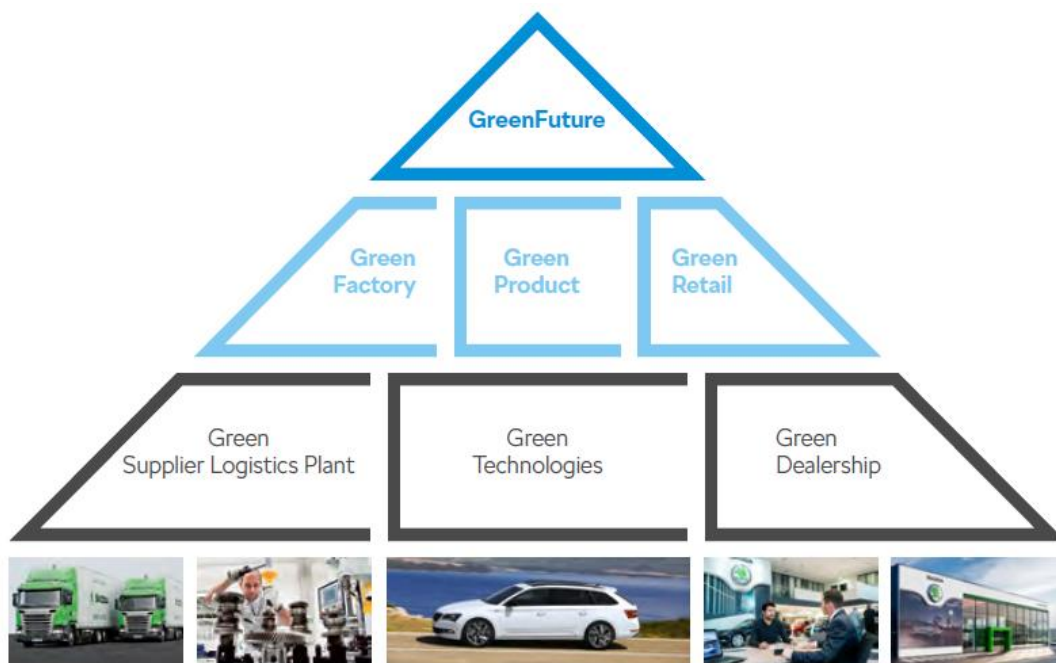 GreenFuture
Green
Factory
Green
Product
Green
Retail
Green
Supplier Logistics Plant
Green
Technologies
Green
Dealership